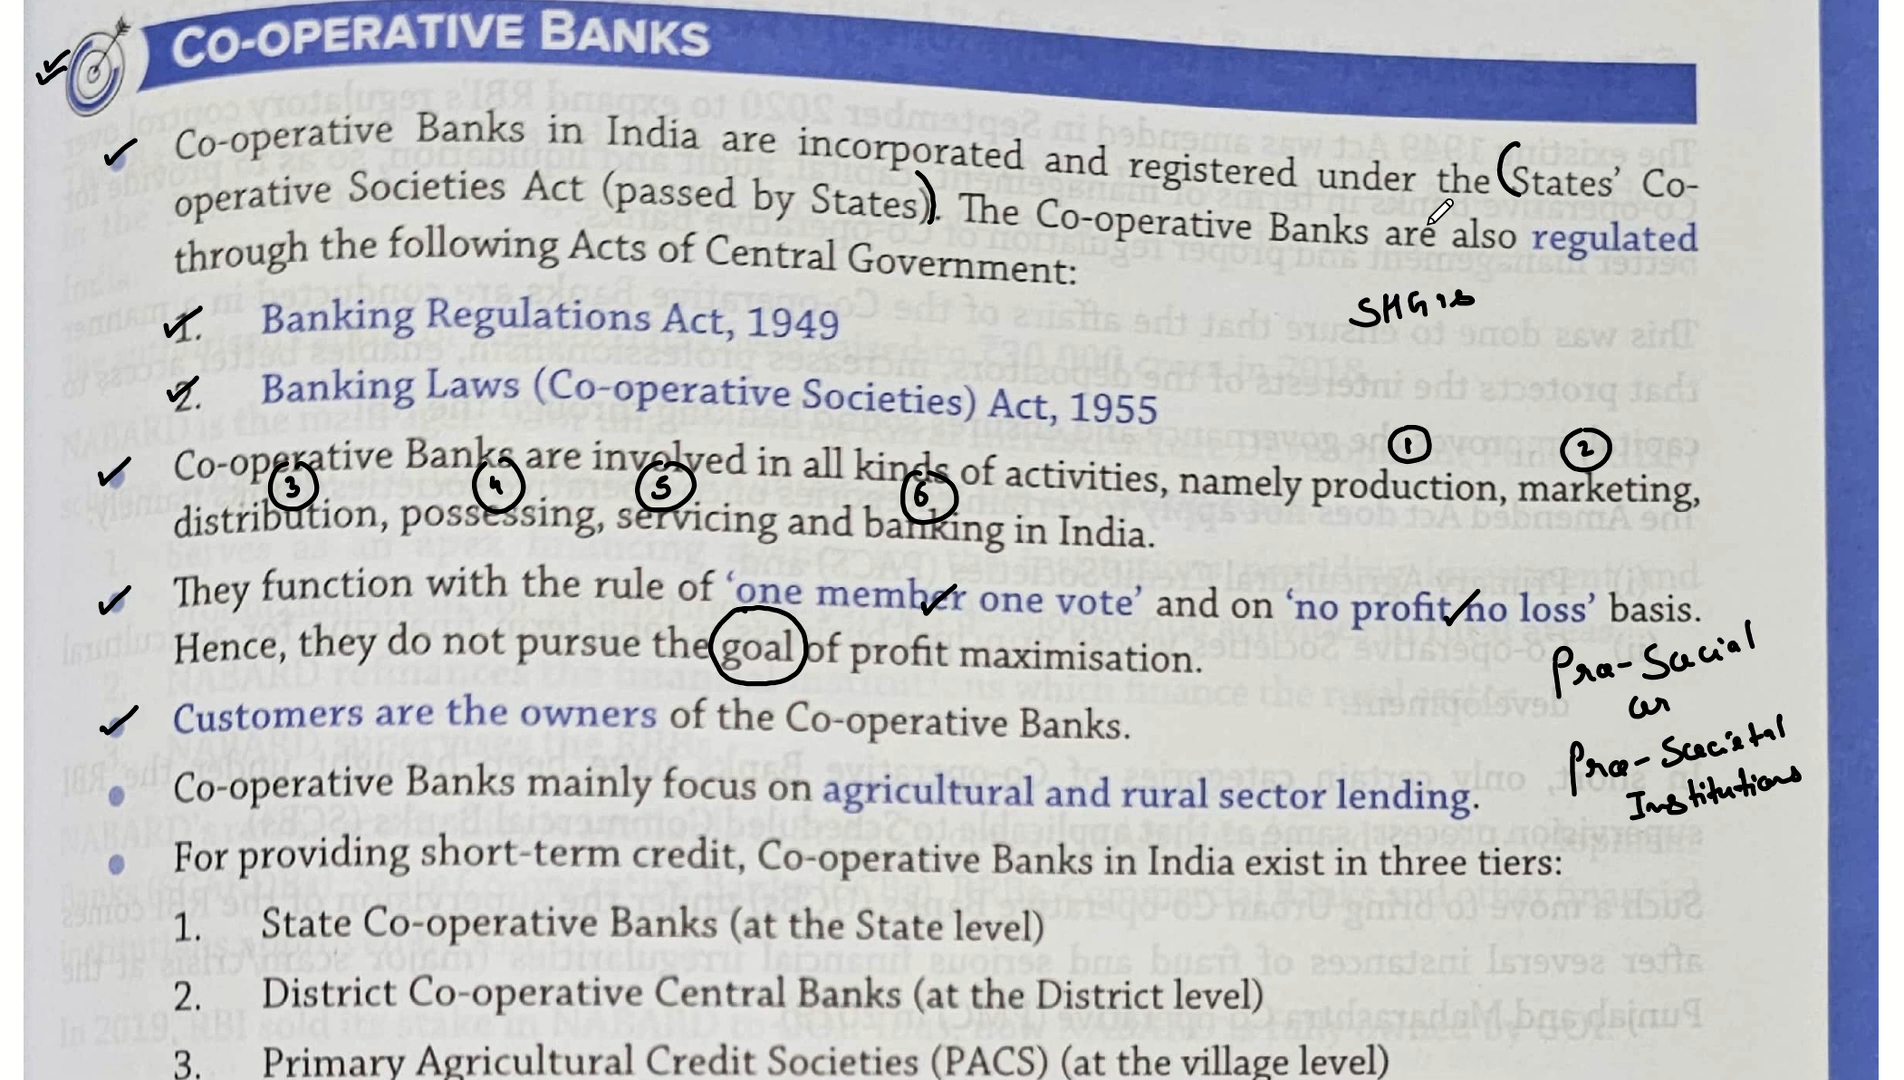 CO-OPERATIVE BANKS
Co-operative Banks in India are incorporated and registered under the States' Co-
operative Societies Act (passed by States). The Co-operative Banks are also regulated
through the following Acts of Central Government:
SHGs
1. Banking Regulations Act, 1949
2. Banking Laws (Co-operative Societies) Act, 1955
1 2
Co-operative Banks are involved in all kinds of activities, namely production, marketing,
3 4 5 6
distribution, possessing, servicing and banking in India.
They function with the rule of 'one member one vote' and on 'no profit no loss' basis.
Hence, they do not pursue the goal of profit maximisation.
Pro-Social
or
Pro-Societal
Institutions
Customers are the owners of the Co-operative Banks.
Co-operative Banks mainly focus on agricultural and rural sector lending.
For providing short-term credit, Co-operative Banks in India exist in three tiers:
1. State Co-operative Banks (at the State level)
2. District Co-operative Central Banks (at the District level)
3. Primary Agricultural Credit Societies (PACS) (at the village level)